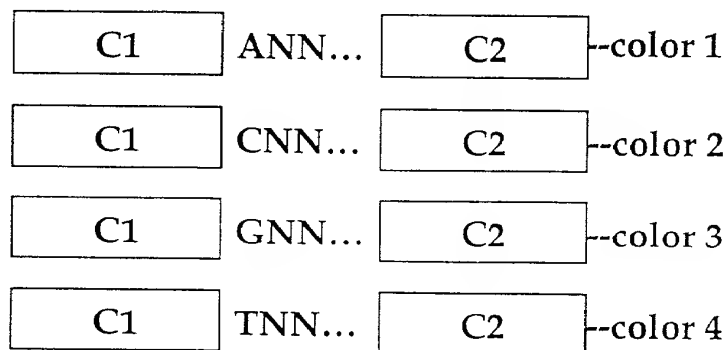 C1 ANN... C2 --color 1
C1 CNN... C2 --color 2
C1 GNN... C2 --color 3
C1 TNN... C2 --color 4